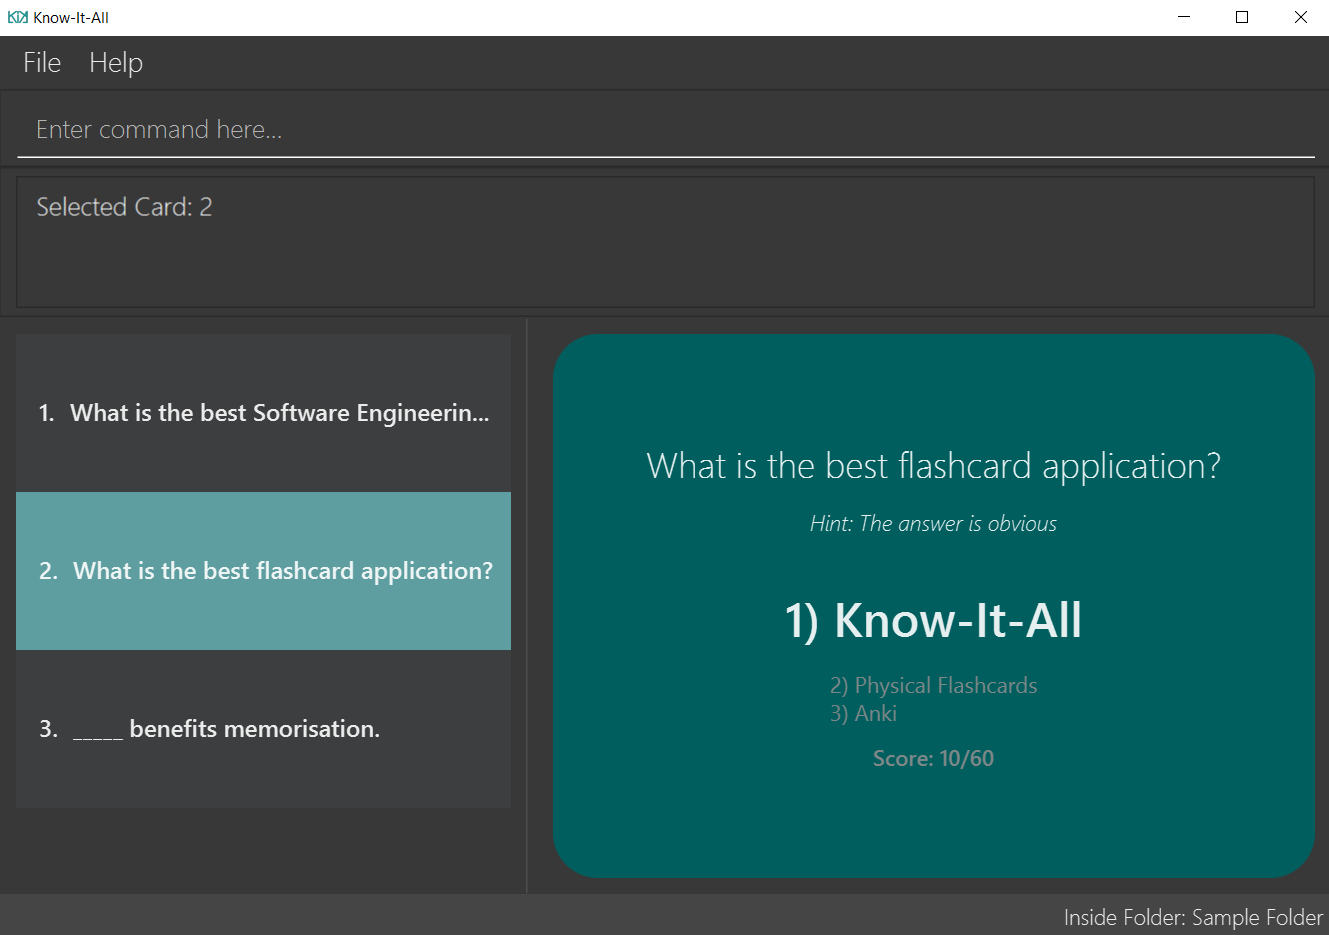 Know-It-All
File Help
Enter command here...
Selected Card: 2
1. What is the best Software Engineerin...
2. What is the best flashcard application?
3. _____ benefits memorisation.
What is the best flashcard application?
Hint: The answer is obvious
1) Know-It-All
2) Physical Flashcards
3) Anki
Score: 10/60
Inside Folder: Sample Folder